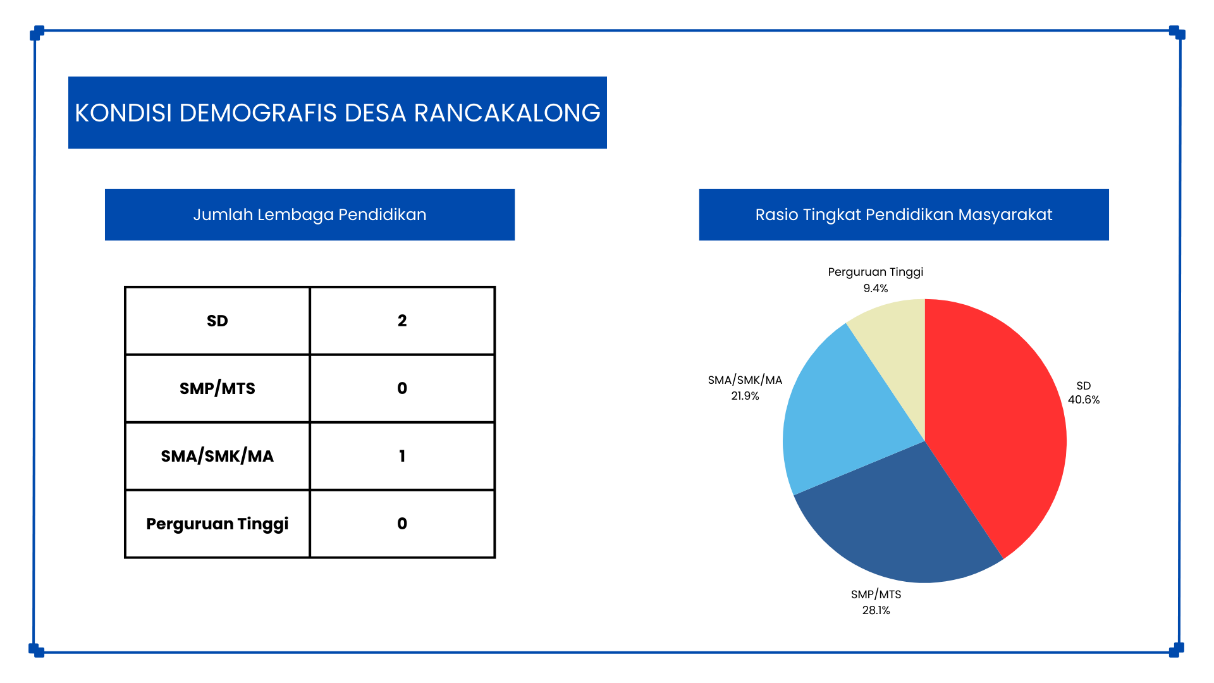 KONDISI DEMOGRAFIS DESA RANCAKALONG
Jumlah Lembaga Pendidikan
SD 2
SMP/MTS 0
SMA/SMK/MA 1
Perguruan Tinggi 0
Rasio Tingkat Pendidikan Masyarakat
Perguruan Tinggi
9.4%
SMA/SMK/MA
21.9%
SD
40.6%
SMP/MTS
28.1%